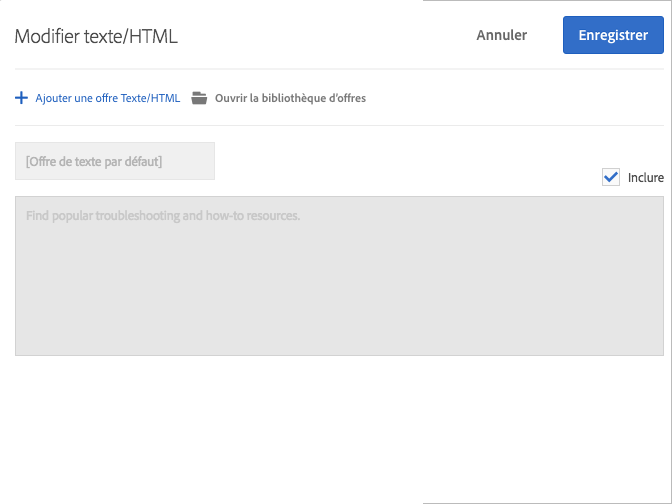 Modifier texte/HTML Annuler Enregistrer
Ajouter une offre Texte/HTML Ouvrir la bibliothèque d'offres
[Offre de texte par défaut]
Inclure
Find popular troubleshooting and how-to resources.